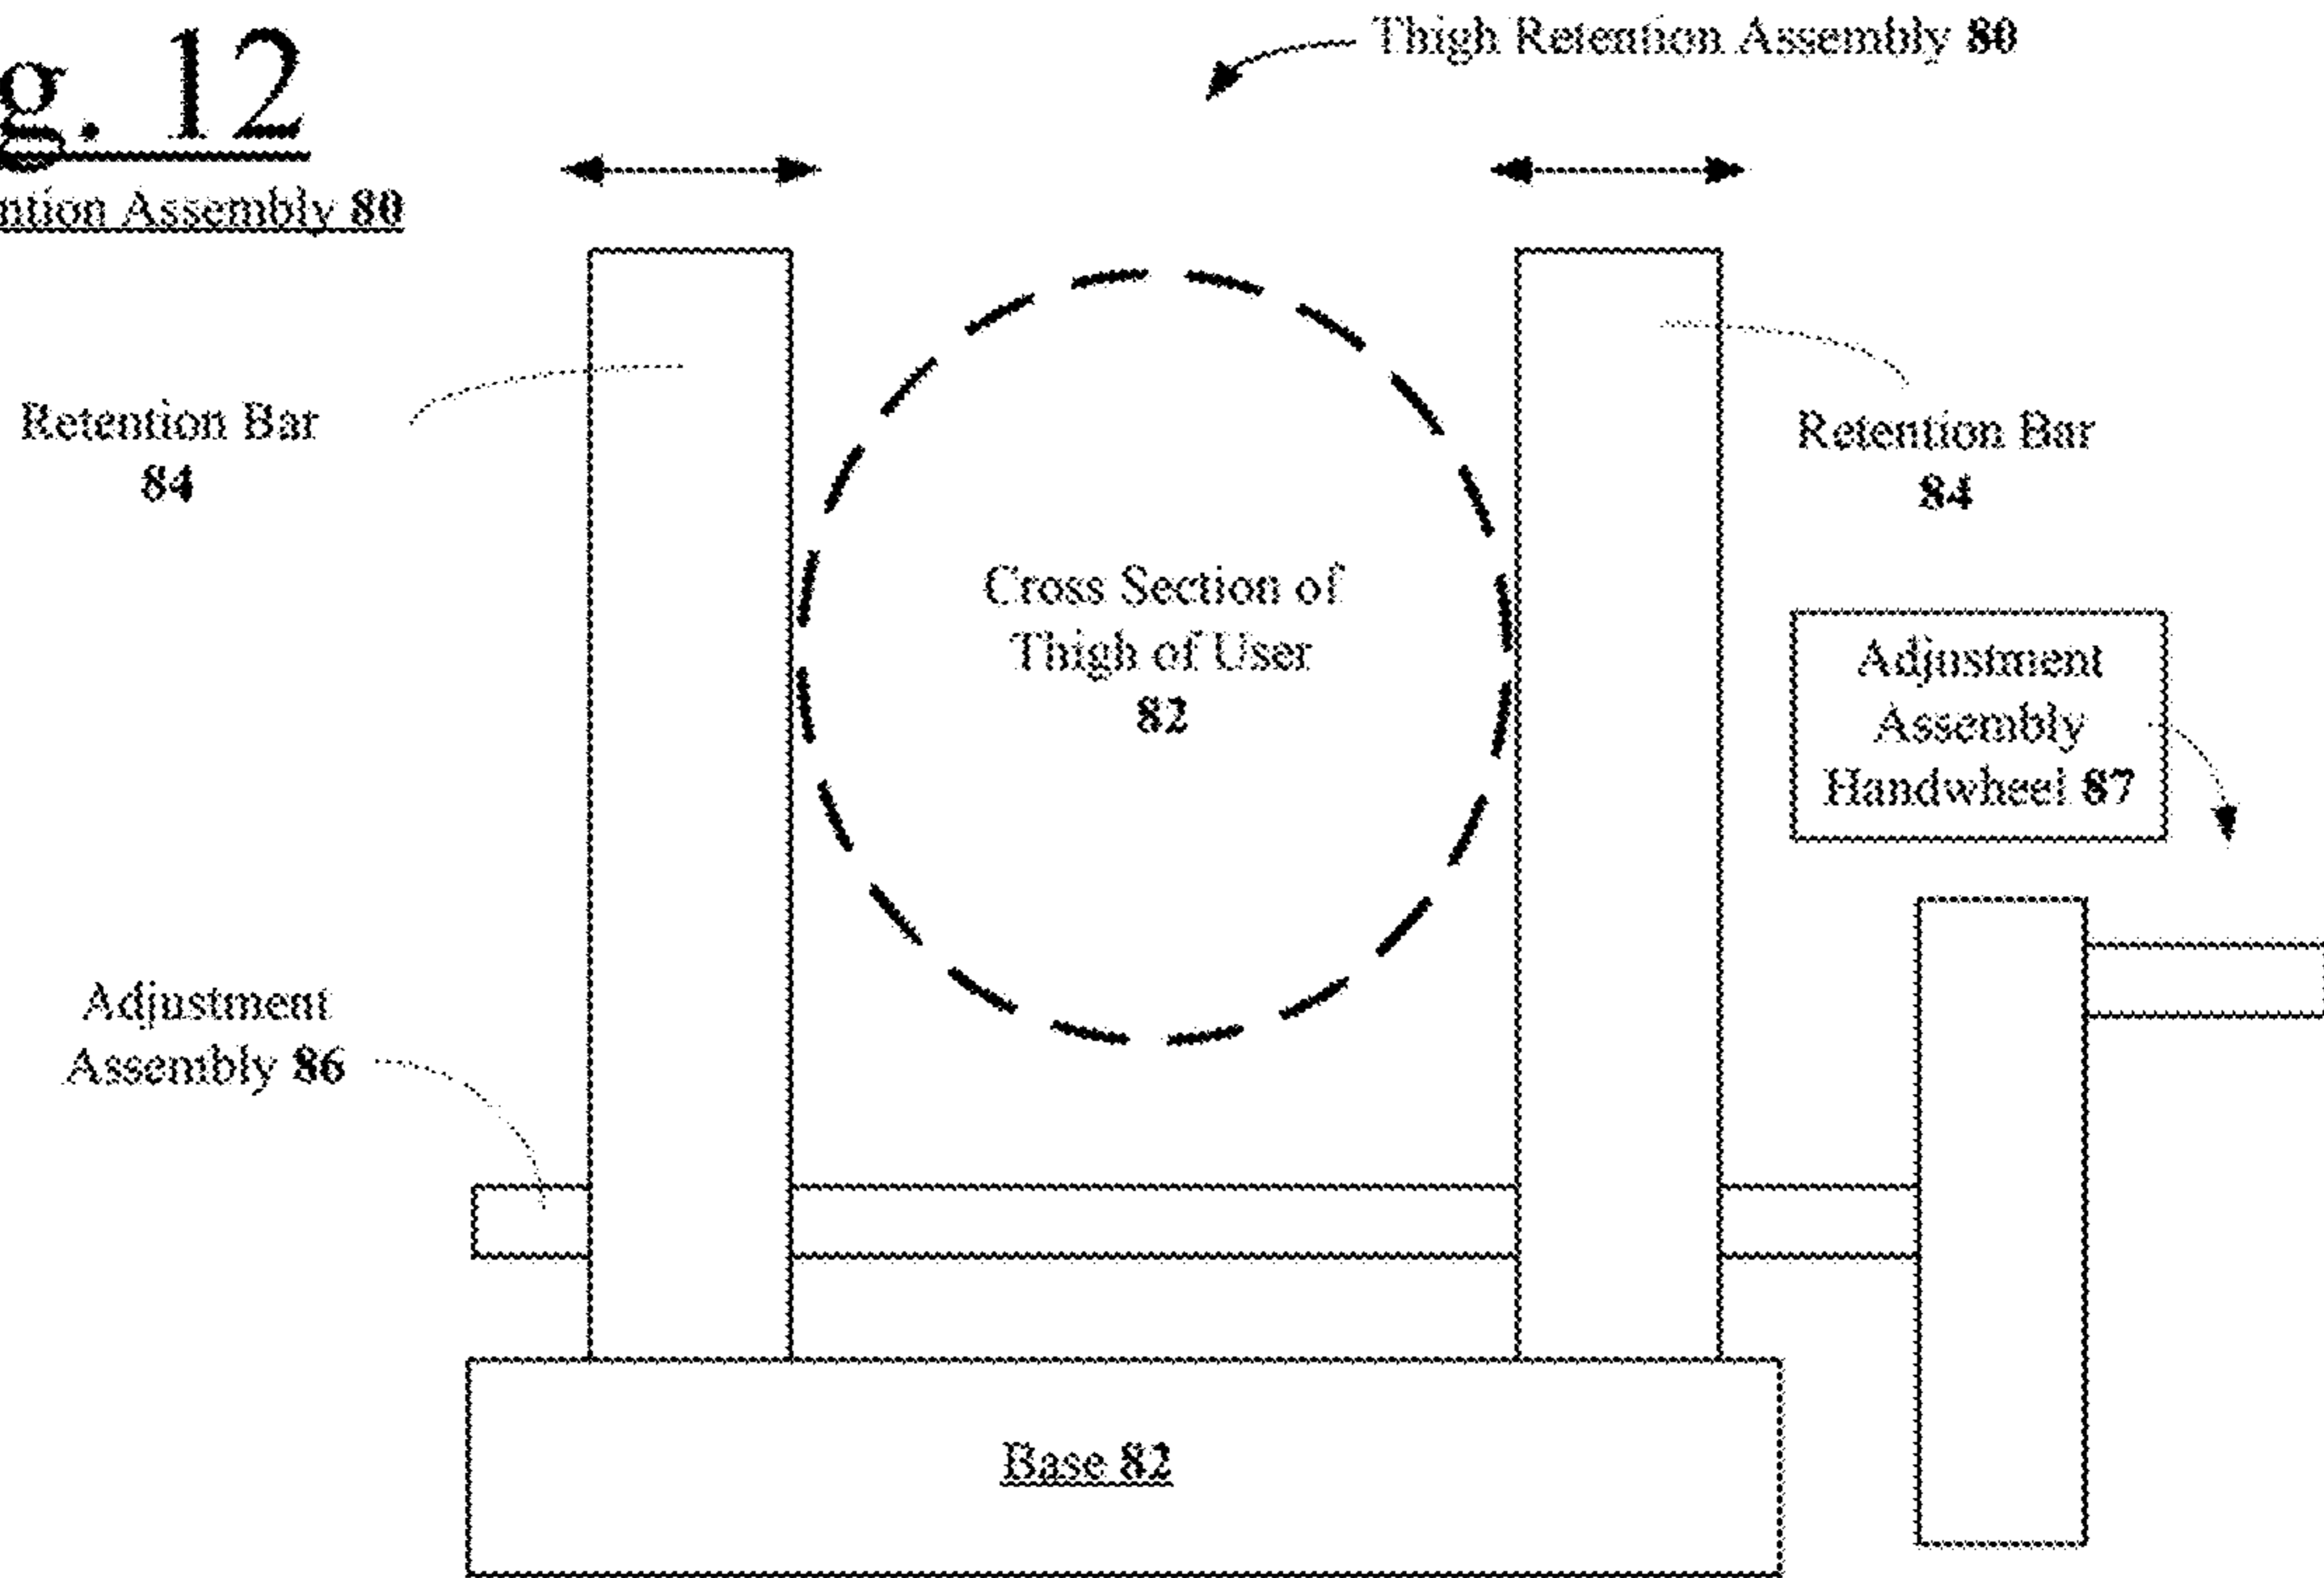 g. 12
Thigh Retention Assembly 80
ntion Assembly 80
Retention Bar
84
Retention Bar
84
Cross Section of
Thigh of User
82
Adjustment
Assembly
Handwheel 87
Adjustment
Assembly 86
Base 82